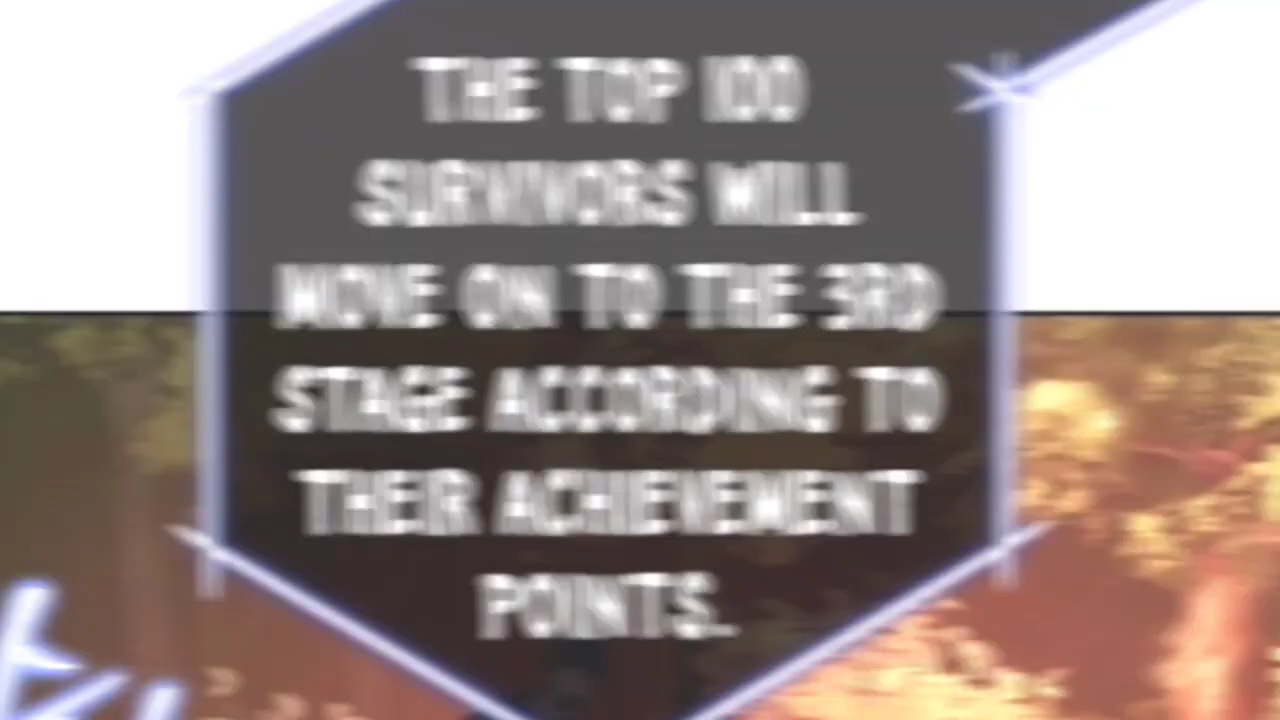 THE TOP 100
SURVIVORS WILL
MOVE ON TO THE 3RD
STAGE ACCORDING TO
THEIR ACHIEVEMENT
POINTS.